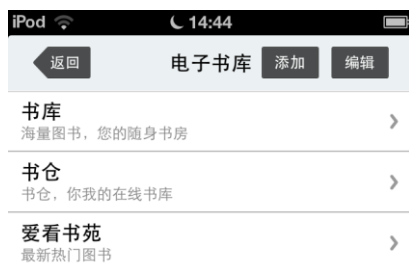 iPod 14:44
返回 电子书库 添加 编辑
书库
海量图书，您的随身书房
书仓
书仓，你我的在线书库
爱看书苑
最新热门图书